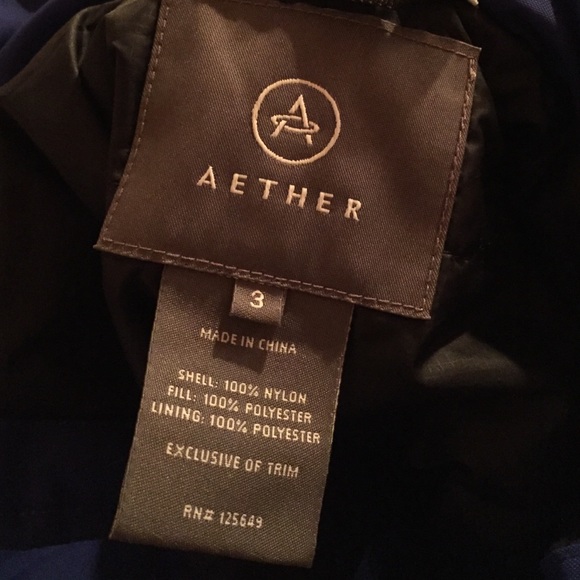 AETHER
3
MADE IN CHINA
SHELL: 100% NYLON
FILL: 100% POLYESTER
LINING: 100% POLYESTER
EXCLUSIVE OF TRIM
RN# 125649